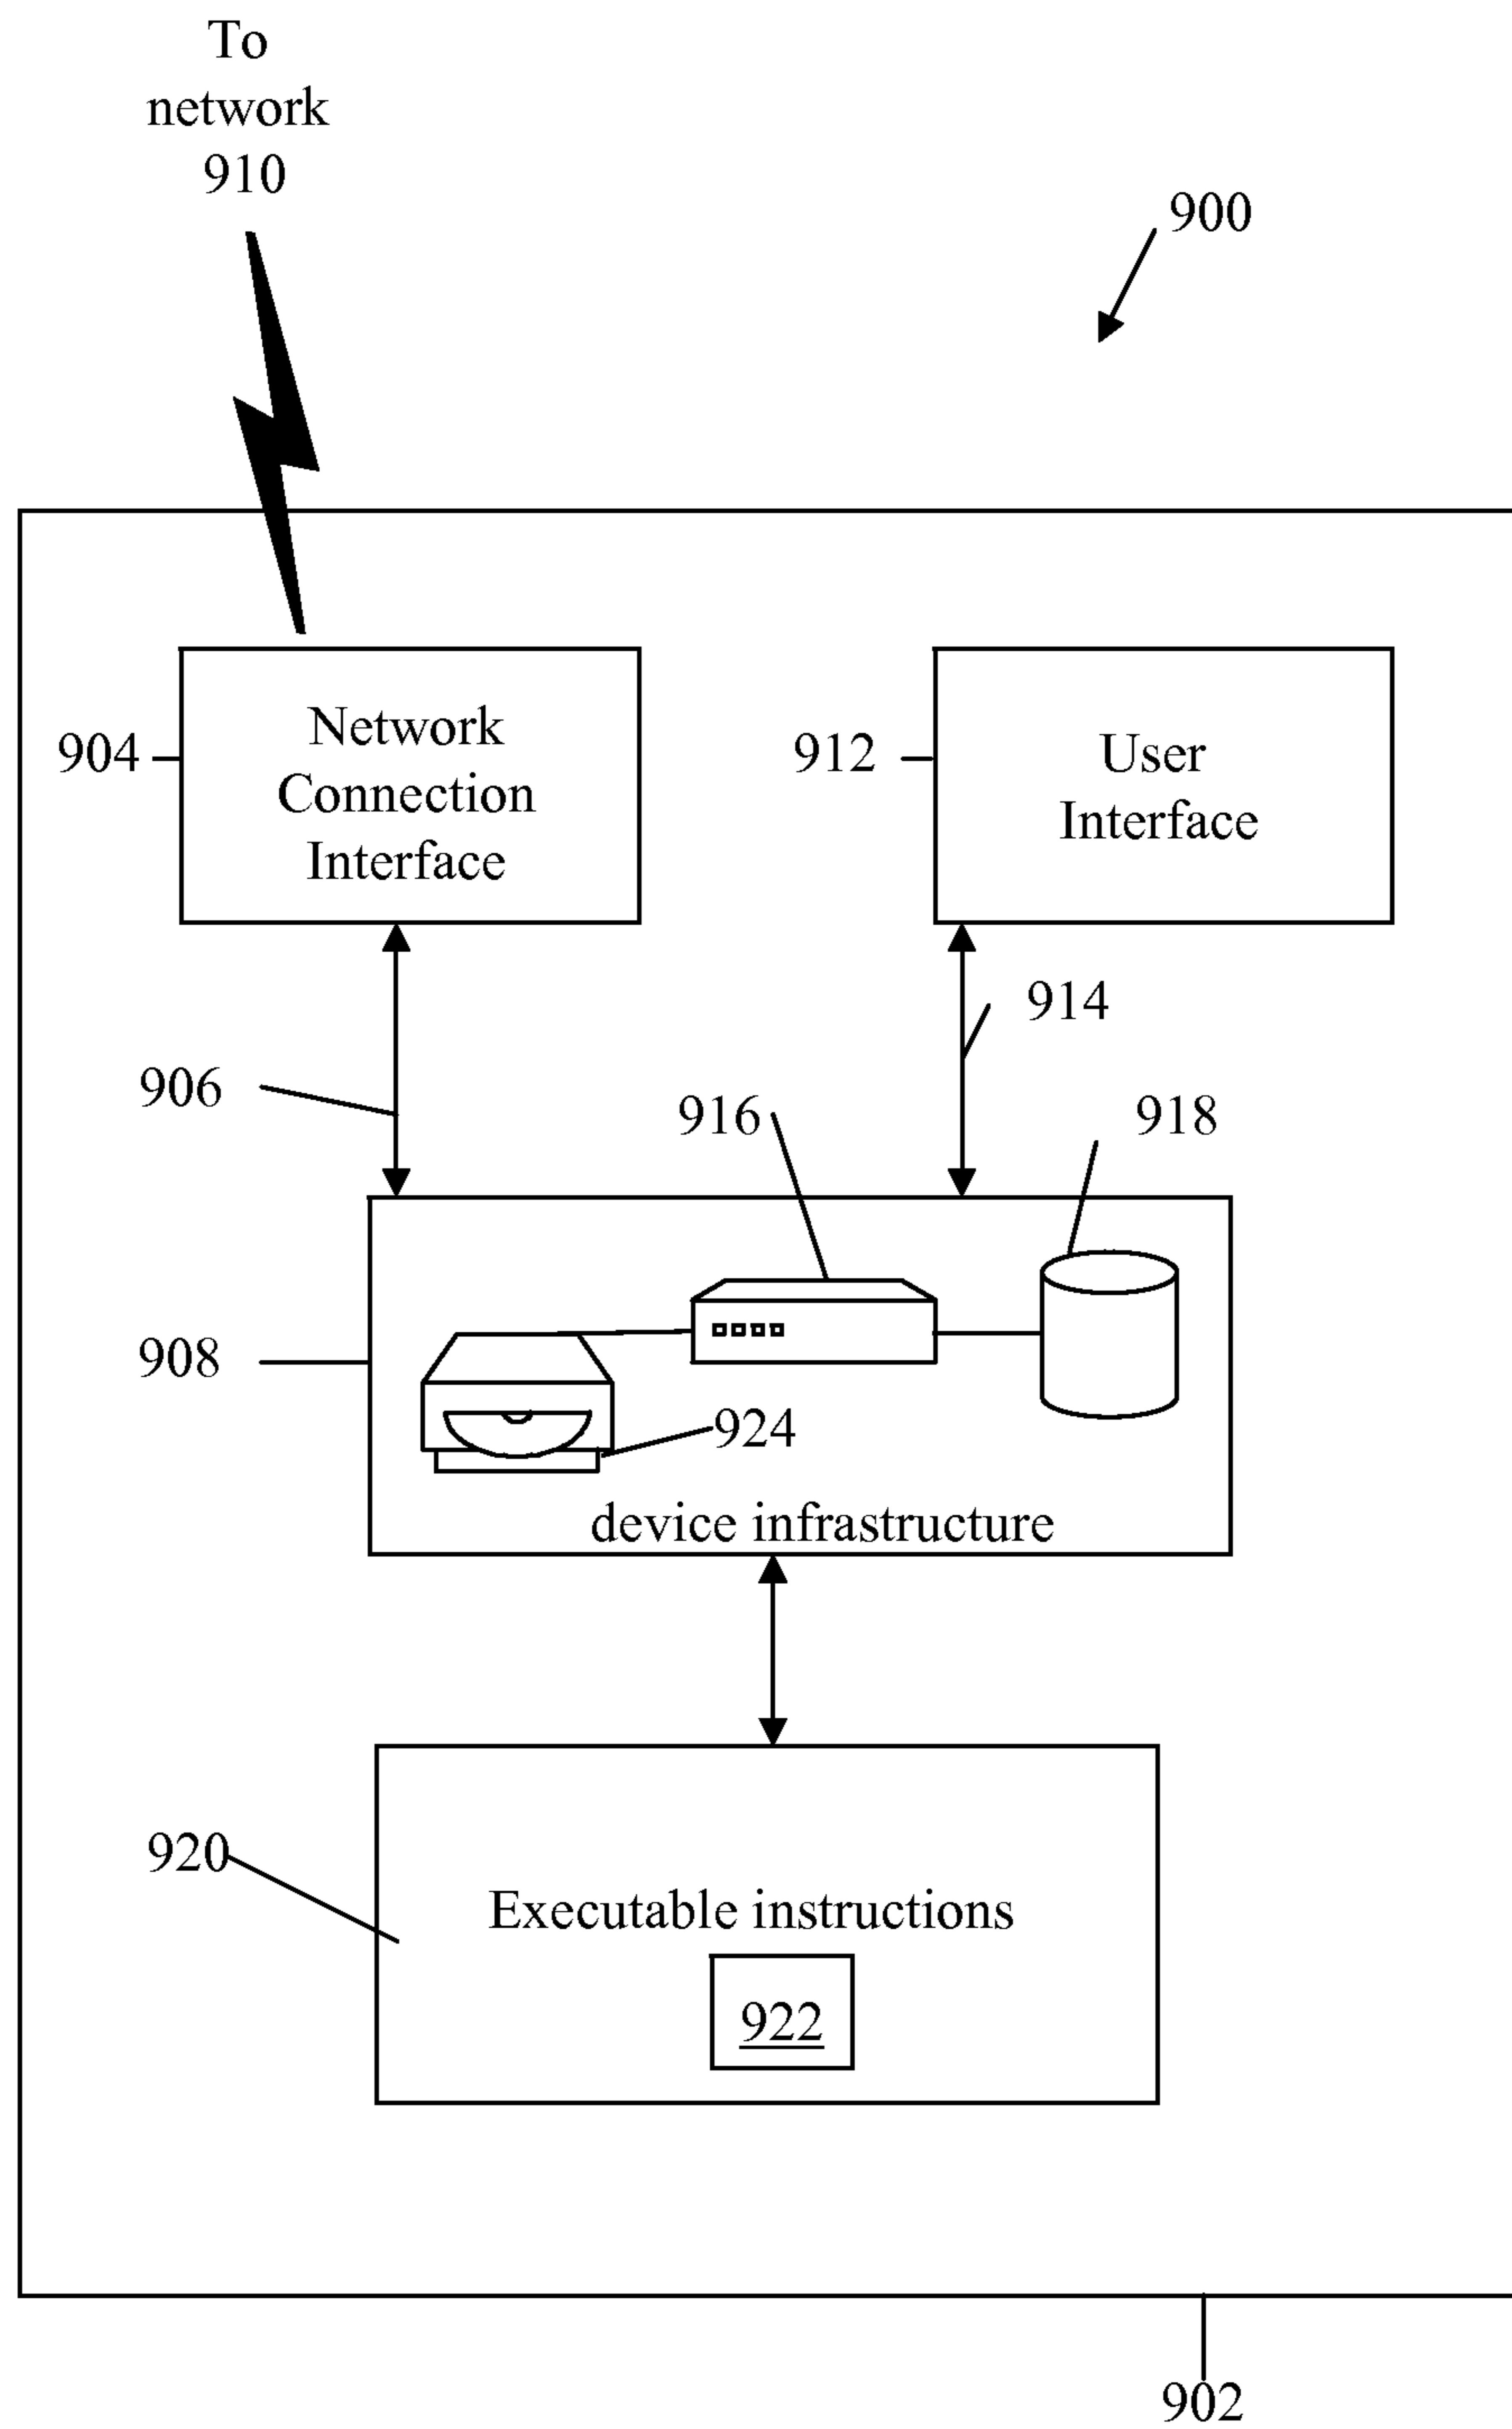 To
network
910
900
904
Network
Connection
Interface
912
User
Interface
914
906
916
918
908
924
device infrastructure
920
Executable instructions
922
902